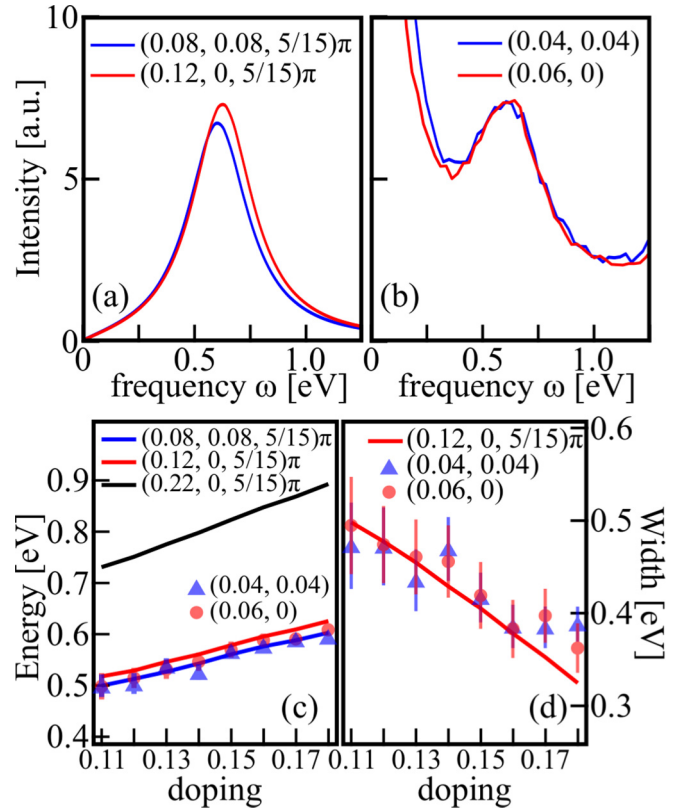 10
5
0
Intensity [a.u.]
(0.08, 0.08, 5/15)π
(0.12, 0, 5/15)π
(a)
0
0.5
1.0
frequency ω [eV]
(0.04, 0.04)
(0.06, 0)
(b)
0
0.5
1.0
frequency ω [eV]
(0.08, 0.08, 5/15)π
(0.12, 0, 5/15)π
(0.22, 0, 5/15)π
(0.04, 0.04)
(0.06, 0)
0.9
0.8
0.7
0.6
0.5
0.4
Energy [eV]
(c)
0.11
0.13
0.15
0.17
doping
(0.12, 0, 5/15)π
(0.04, 0.04)
(0.06, 0)
(d)
0.6
0.5
0.4
0.3
Width [eV]
0.11
0.13
0.15
0.17
doping